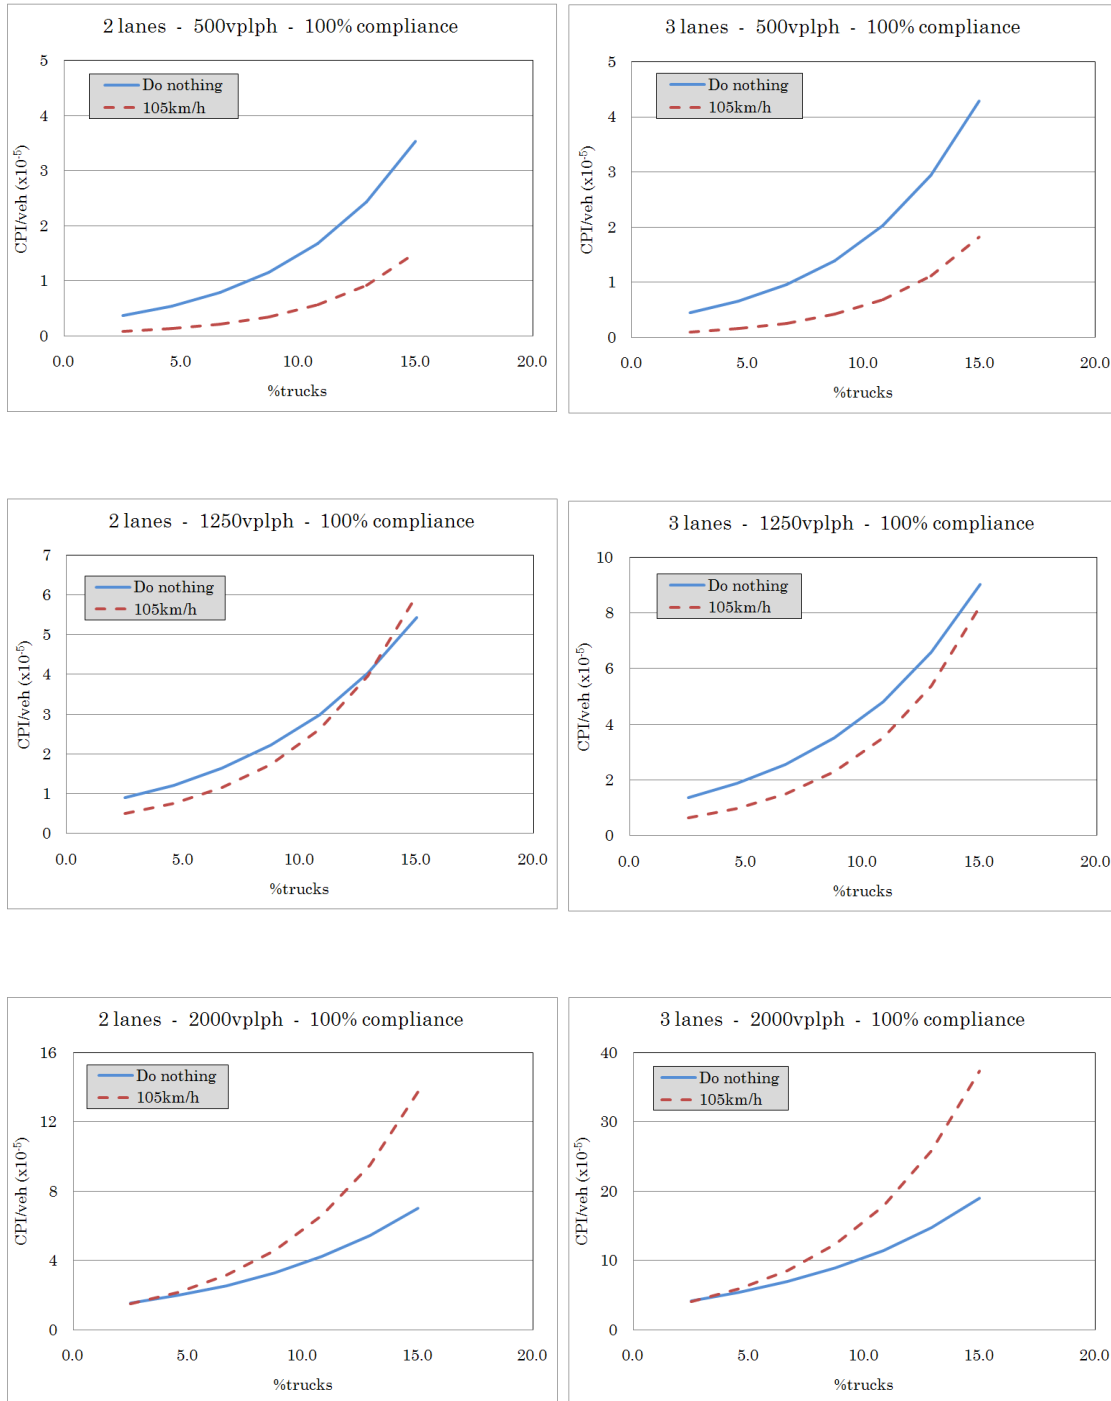 2 lanes - 500vplph - 100% compliance
5
4
3
2
1
0
CPI/veh (x10-5)
Do nothing
105km/h
0.0 5.0 10.0 15.0 20.0
%trucks
3 lanes - 500vplph - 100% compliance
5
4
3
2
1
0
CPI/veh (x10-5)
Do nothing
105km/h
0.0 5.0 10.0 15.0 20.0
%trucks
2 lanes - 1250vplph - 100% compliance
7
6
5
4
3
2
1
0
CPI/veh (x10-5)
Do nothing
105km/h
0.0 5.0 10.0 15.0 20.0
%trucks
3 lanes - 1250vplph - 100% compliance
10
8
6
4
2
0
CPI/veh (x10-5)
Do nothing
105km/h
0.0 5.0 10.0 15.0 20.0
%trucks
2 lanes - 2000vplph - 100% compliance
16
12
8
4
0
CPI/veh (x10-5)
Do nothing
105km/h
0.0 5.0 10.0 15.0 20.0
%trucks
3 lanes - 2000vplph - 100% compliance
40
30
20
10
0
CPI/veh (x10-5)
Do nothing
105km/h
0.0 5.0 10.0 15.0 20.0
%trucks